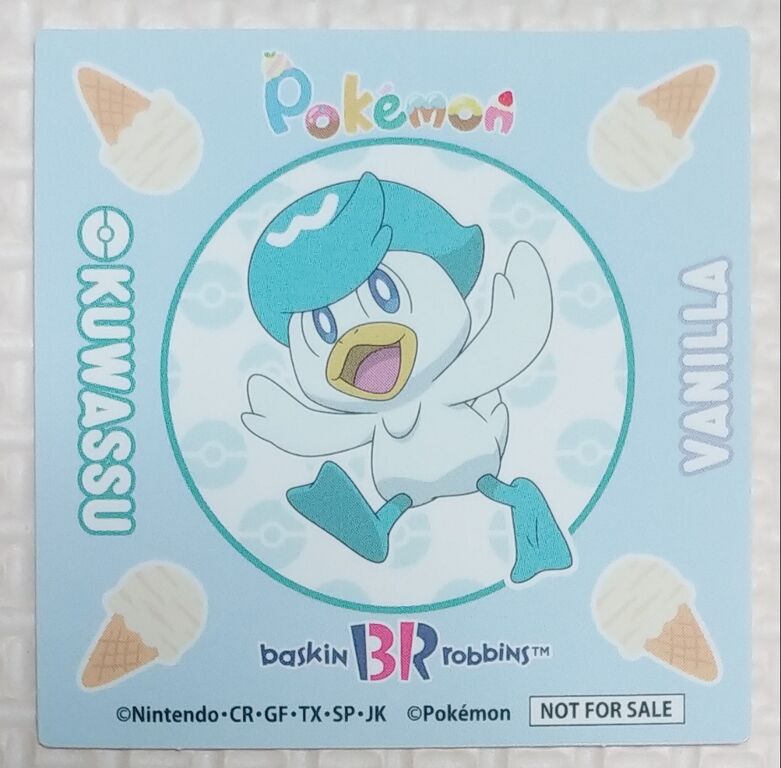 Pokémon
KUWASSU
VANILLA
baskin BR robbins™
©Nintendo・CR・GF・TX・SP・JK ©Pokémon
NOT FOR SALE